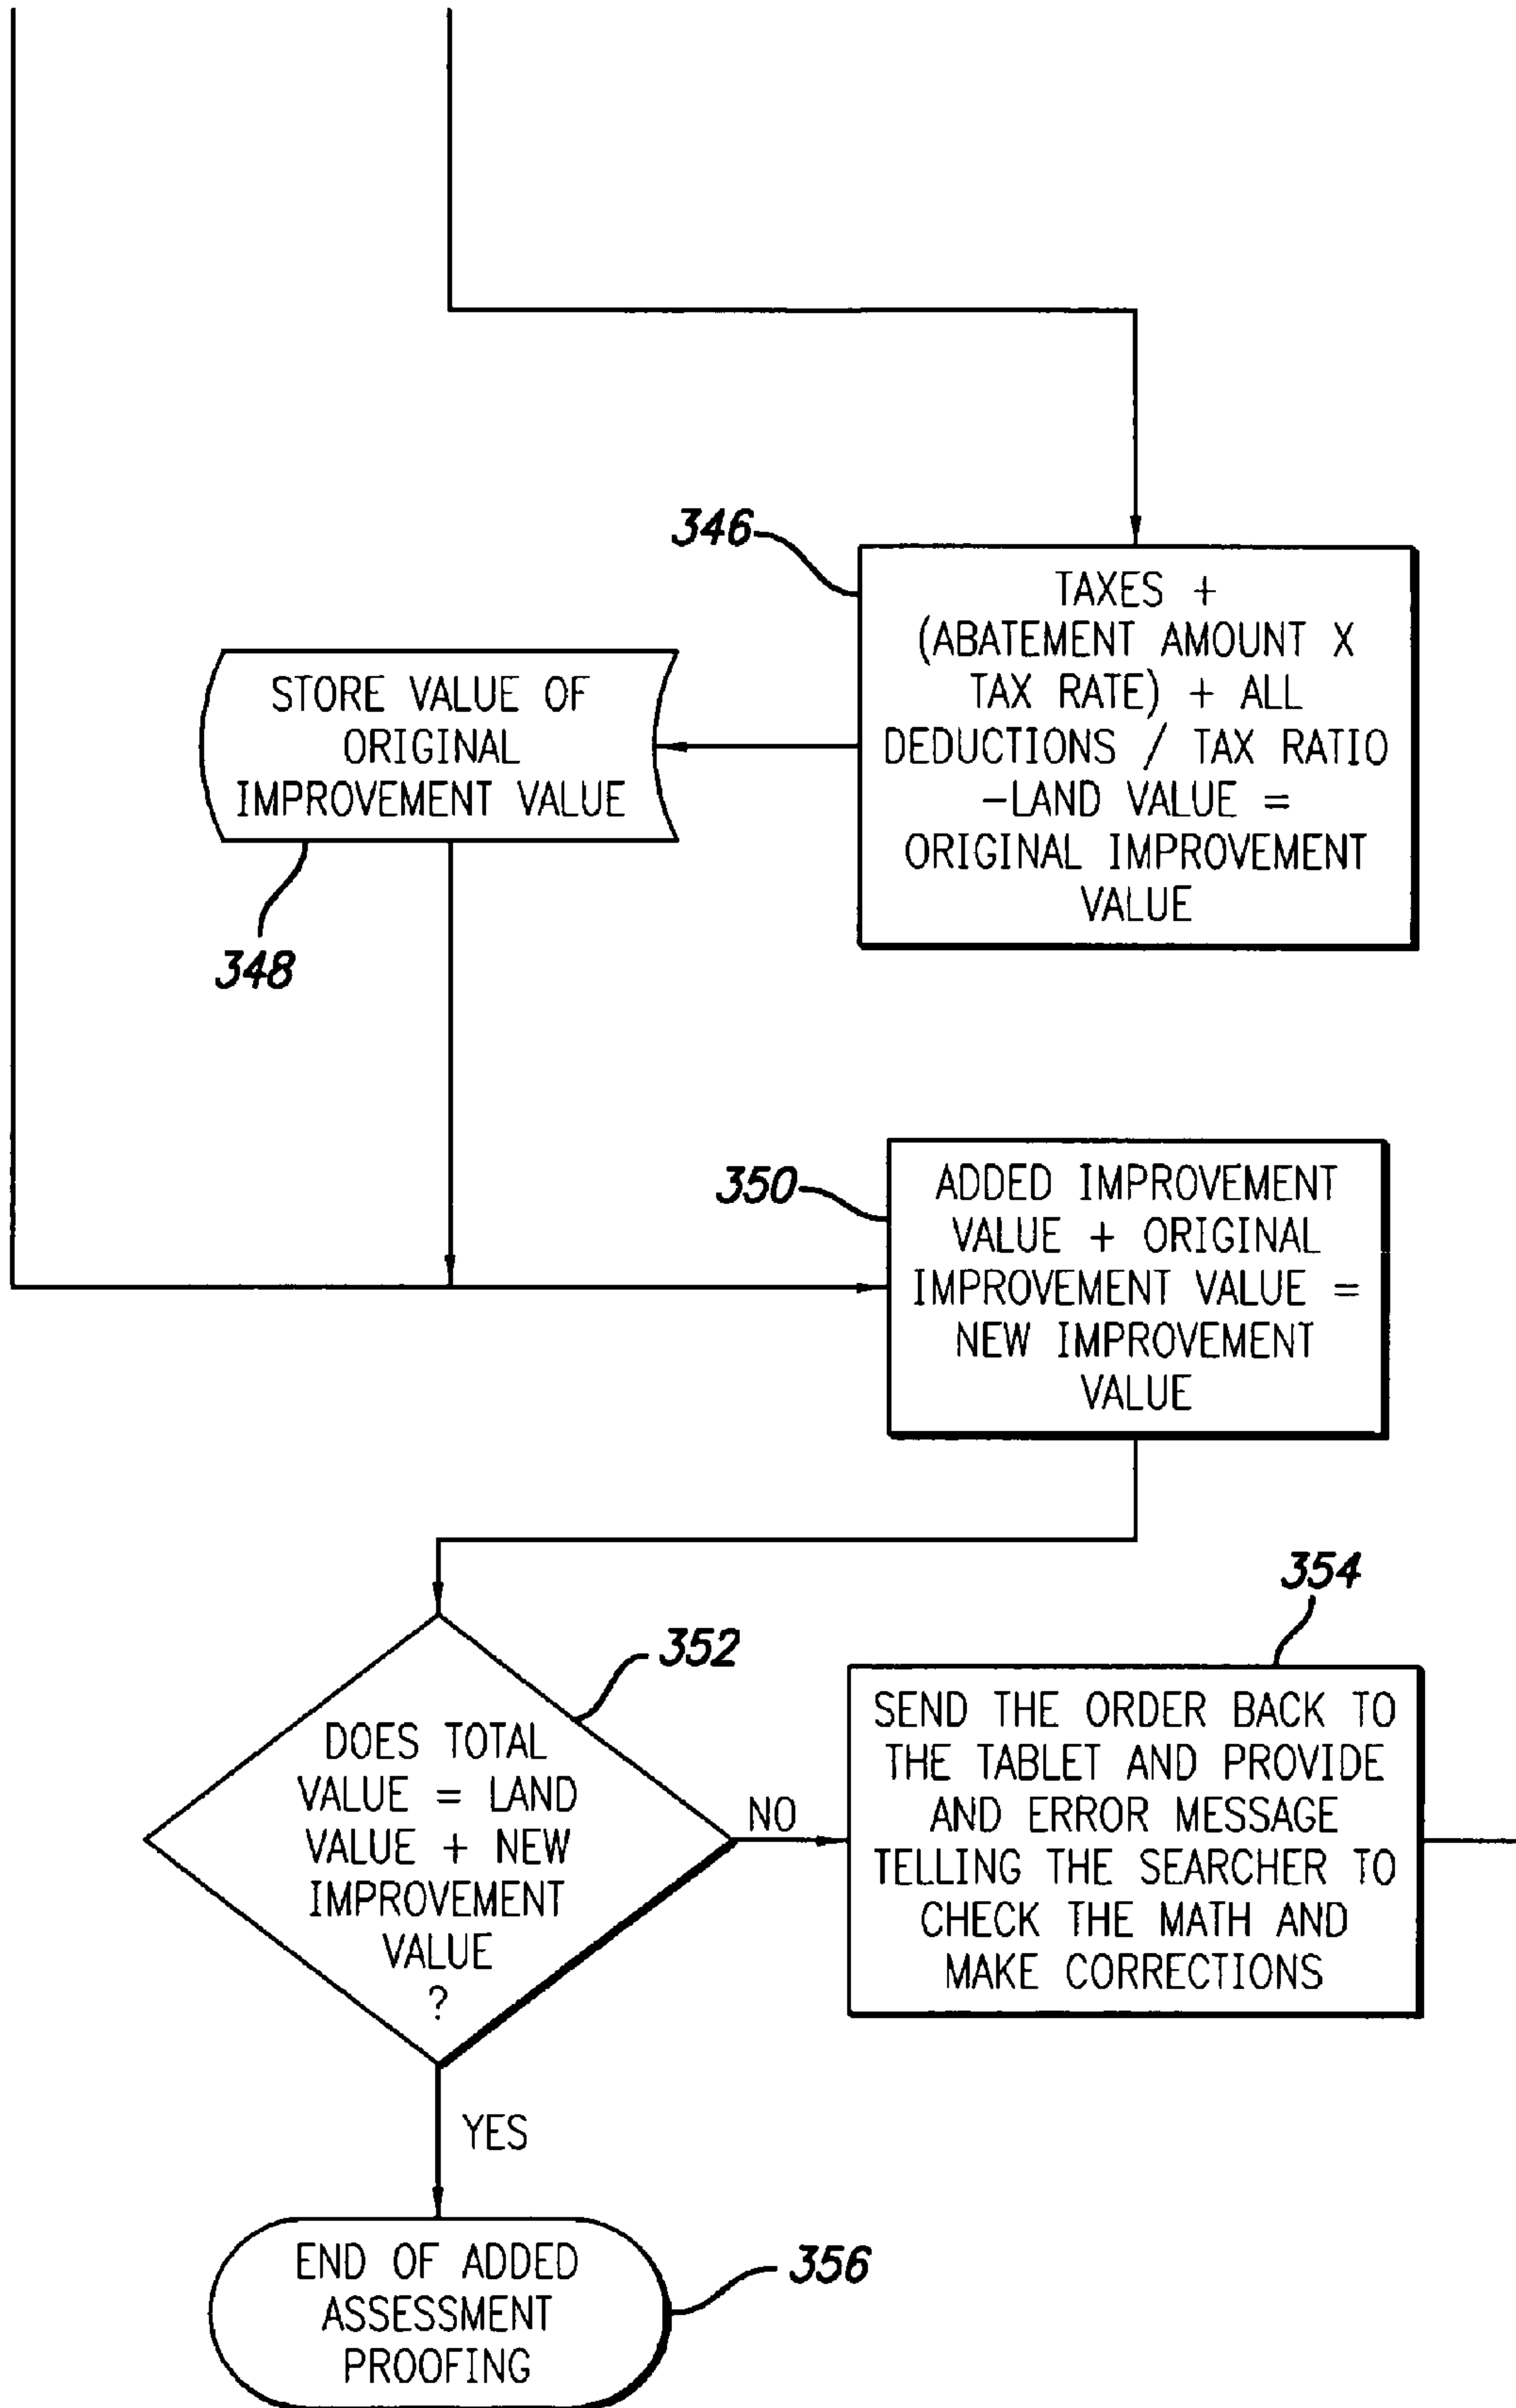 346
TAXES +
(ABATEMENT AMOUNT X
TAX RATE) + ALL
DEDUCTIONS / TAX RATIO
-LAND VALUE =
ORIGINAL IMPROVEMENT
VALUE
STORE VALUE OF
ORIGINAL
IMPROVEMENT VALUE
348
350
ADDED IMPROVEMENT
VALUE + ORIGINAL
IMPROVEMENT VALUE =
NEW IMPROVEMENT
VALUE
352
DOES TOTAL
VALUE = LAND
VALUE + NEW
IMPROVEMENT
VALUE
?
NO
354
SEND THE ORDER BACK TO
THE TABLET AND PROVIDE
AND ERROR MESSAGE
TELLING THE SEARCHER TO
CHECK THE MATH AND
MAKE CORRECTIONS
YES
END OF ADDED
ASSESSMENT
PROOFING
356